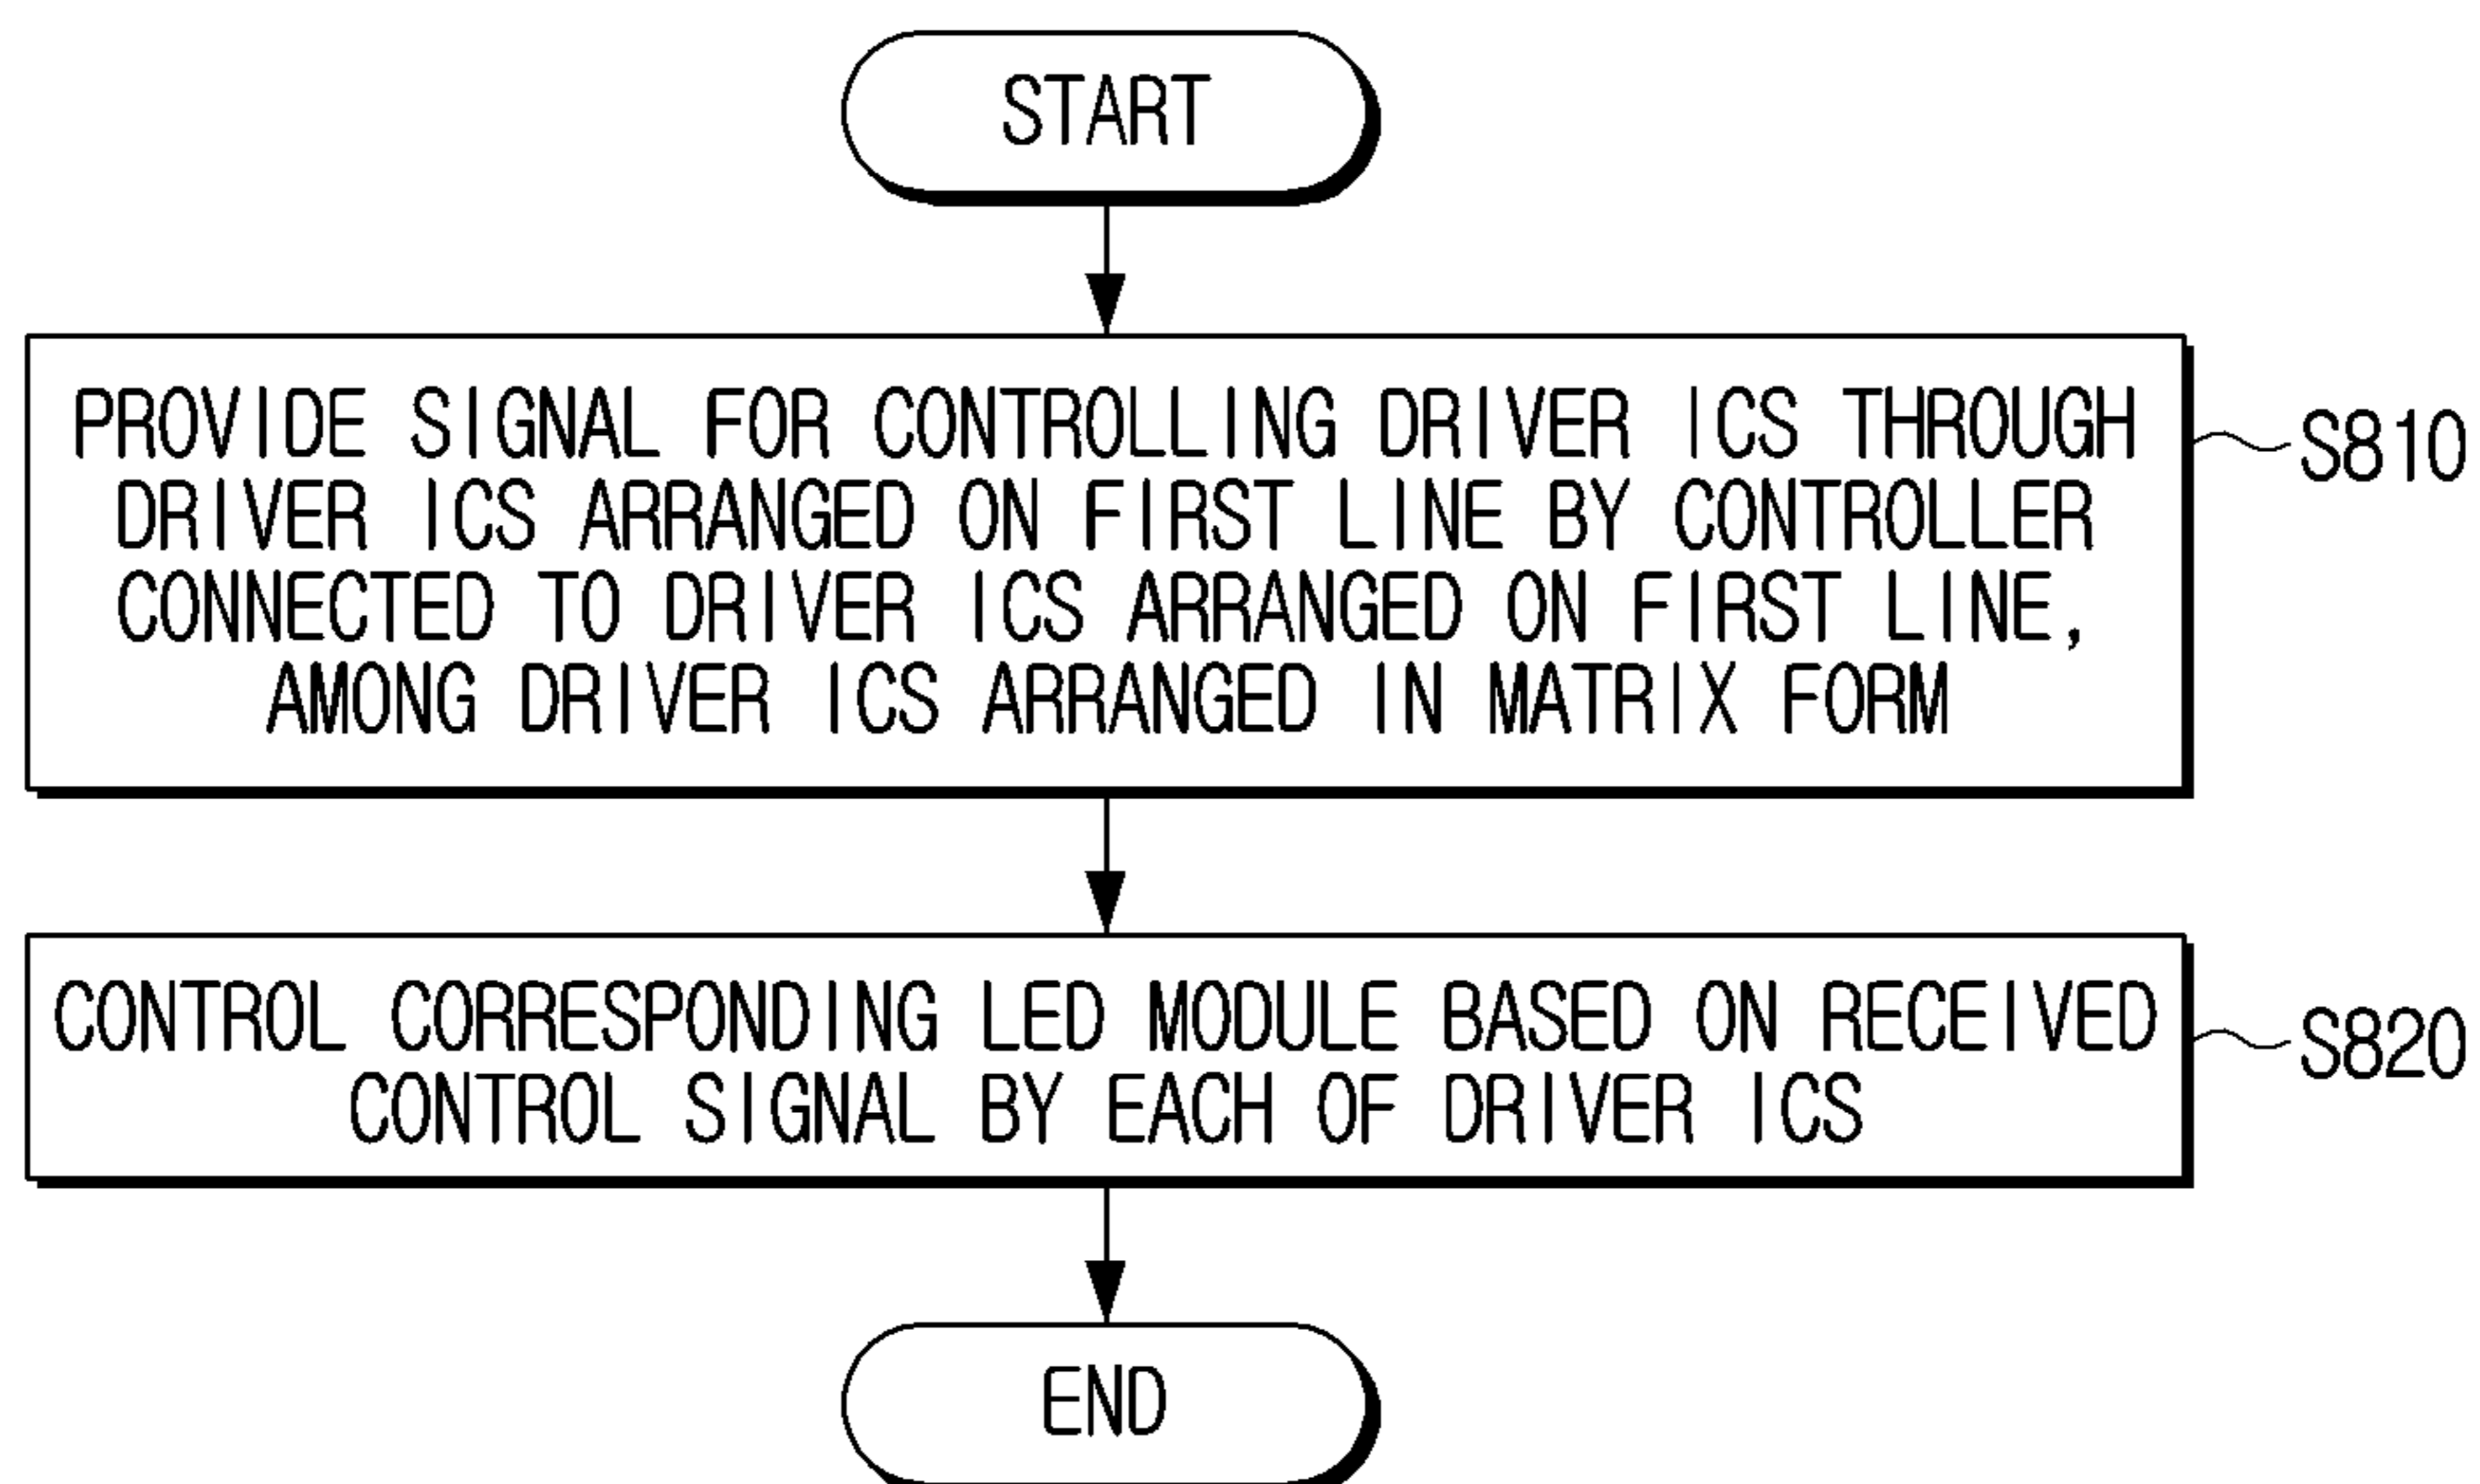 START
PROVIDE SIGNAL FOR CONTROLLING DRIVER ICS THROUGH
DRIVER ICS ARRANGED ON FIRST LINE BY CONTROLLER
CONNECTED TO DRIVER ICS ARRANGED ON FIRST LINE,
AMONG DRIVER ICS ARRANGED IN MATRIX FORM
S810
CONTROL CORRESPONDING LED MODULE BASED ON RECEIVED
CONTROL SIGNAL BY EACH OF DRIVER ICS
S820
END